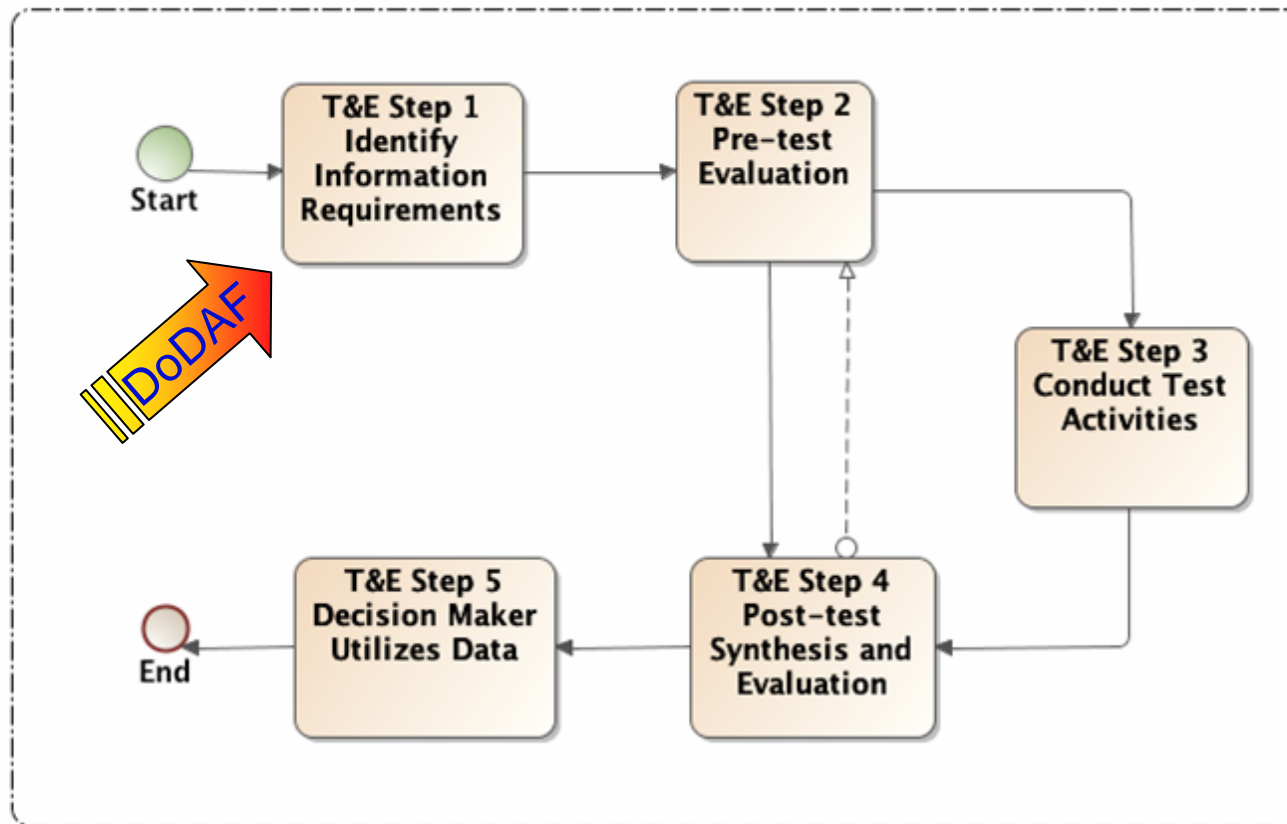 T&E Step 1
Identify
Information
Requirements
T&E Step 2
Pre-test
Evaluation
Start
DoDAF
T&E Step 3
Conduct Test
Activities
T&E Step 5
Decision Maker
Utilizes Data
T&E Step 4
Post-test
Synthesis and
Evaluation
End